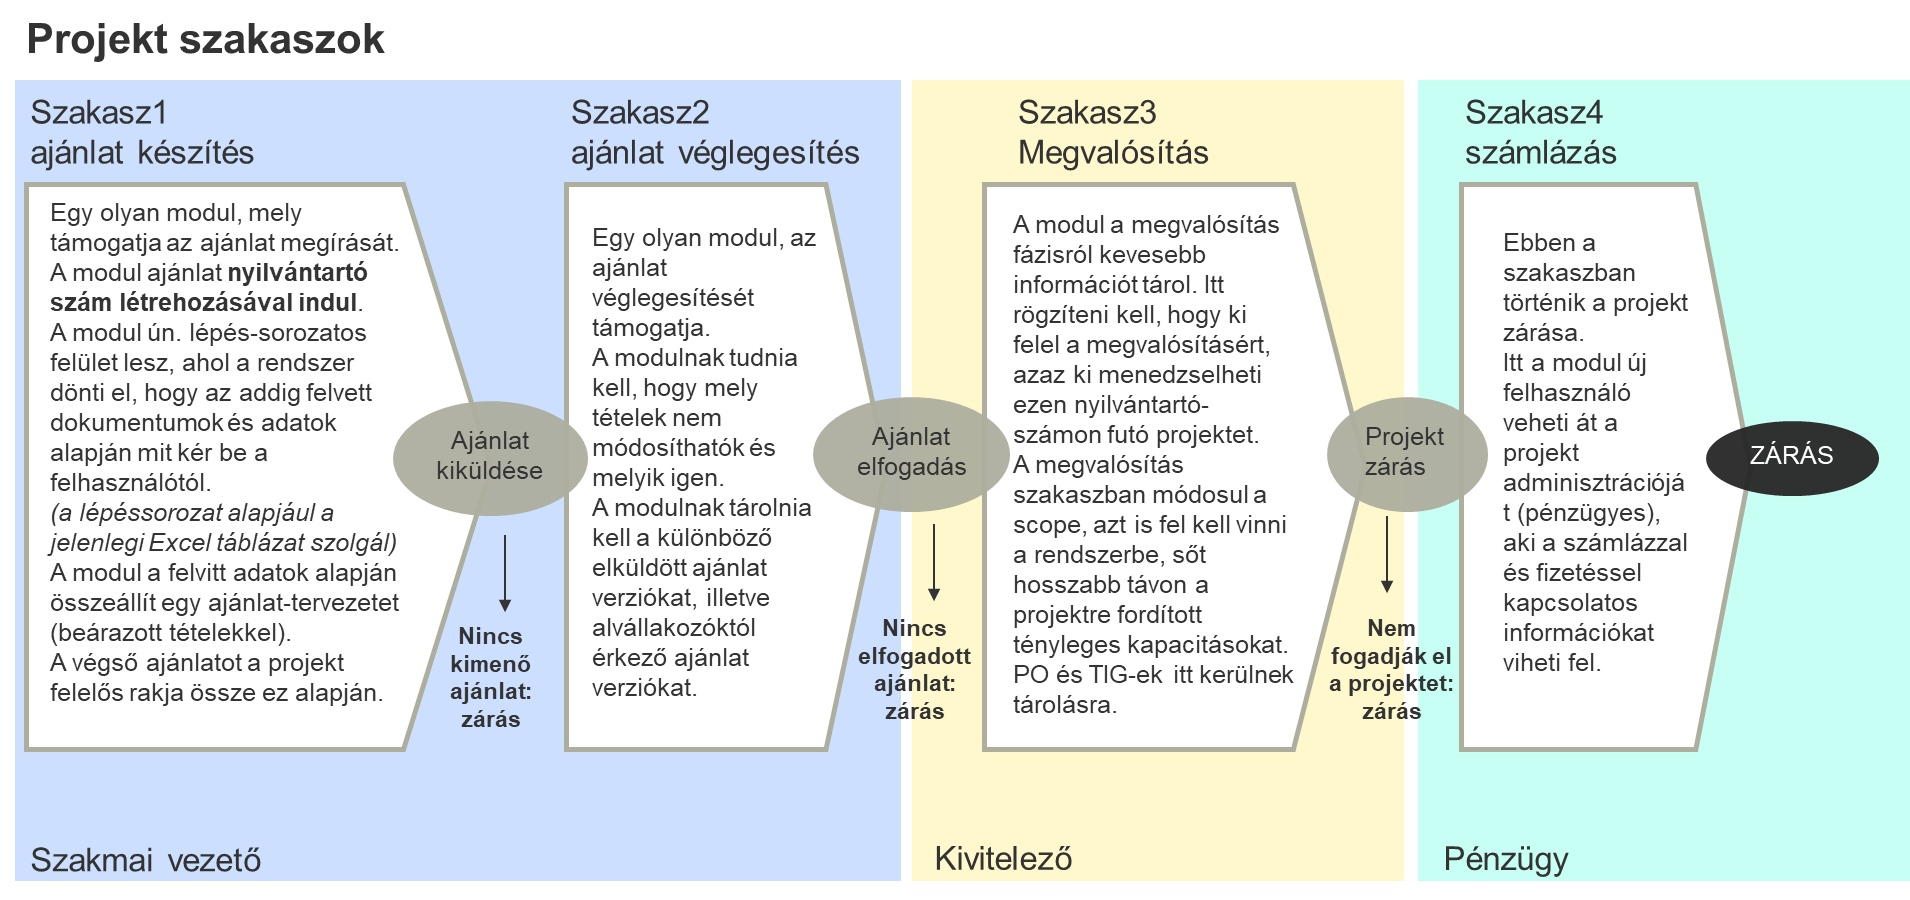 Projekt szakaszok
Szakasz1
ajánlat készítés
Egy olyan modul, mely
támogatja az ajánlat megírását.
A modul ajánlat nyilvántartó
szám létrehozásával indul.
A modul ún. lépés-sorozatos
felület lesz, ahol a rendszer
dönti el, hogy az addig felvett
dokumentumok és adatok
alapján mit kér be a
felhasználótól.
(a lépéssorozat alapjául a
jelenlegi Excel táblázat szolgál)
A modul a felvitt adatok alapján
összeállít egy ajánlat-tervezetet
(beárazott tételekkel).
A végső ajánlatot a projekt
felelős rakja össze ez alapján.
Ajánlat
kiküldése
Nincs
kimenő
ajánlat:
zárás
Szakasz2
ajánlat véglegesítés
Egy olyan modul, az
ajánlat
véglegesítését
támogatja.
A modulnak tudnia
kell, hogy mely
tételek nem
módosíthatók és
melyik igen.
A modulnak tárolnia
kell a különböző
elküldött ajánlat
verziókat, illetve
alvállakozóktól
érkező ajánlat
verziókat.
Ajánlat
elfogadás
Nincs
elfogadott
ajánlat:
zárás
Szakmai vezető
Szakasz3
Megvalósítás
A modul a megvalósítás
fázisról kevesebb
információt tárol. Itt
rögzíteni kell, hogy ki
felel a megvalósításért,
azaz ki menedzselheti
ezen nyilvántartó-
számon futó projektet.
A megvalósítás
szakaszban módosul a
scope, azt is fel kell vinni
a rendszerbe, sőt
hosszabb távon a
projektre fordított
tényleges kapacitásokat.
PO és TIG-ek itt kerülnek
tárolásra.
Projekt
zárás
Nem
fogadják el
a projektet:
zárás
Kivitelező
Szakasz4
számlázás
Ebben a
szakaszban
történik a projekt
zárása.
Itt a modul új
felhasználó
veheti át a
projekt
adminisztrációjá
t (pénzügyes),
aki a számlázzal
és fizetéssel
kapcsolatos
információkat
viheti fel.
ZÁRÁS
Pénzügy